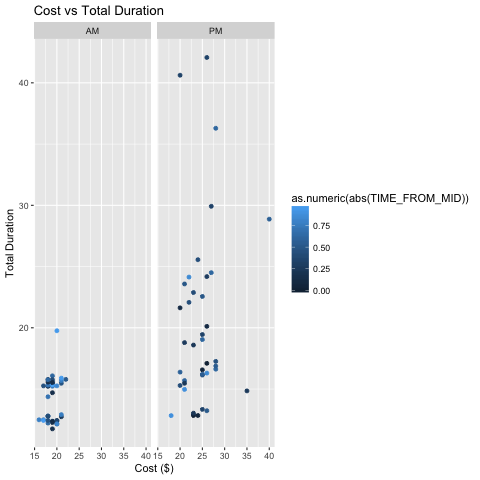 Cost vs Total Duration
AM PM
as.numeric(abs(TIME_FROM_MID))
0.75
0.50
0.25
0.00
40
30
20
Total Duration
15 20 25 30 35 40 15 20 25 30 35 40
Cost ($)